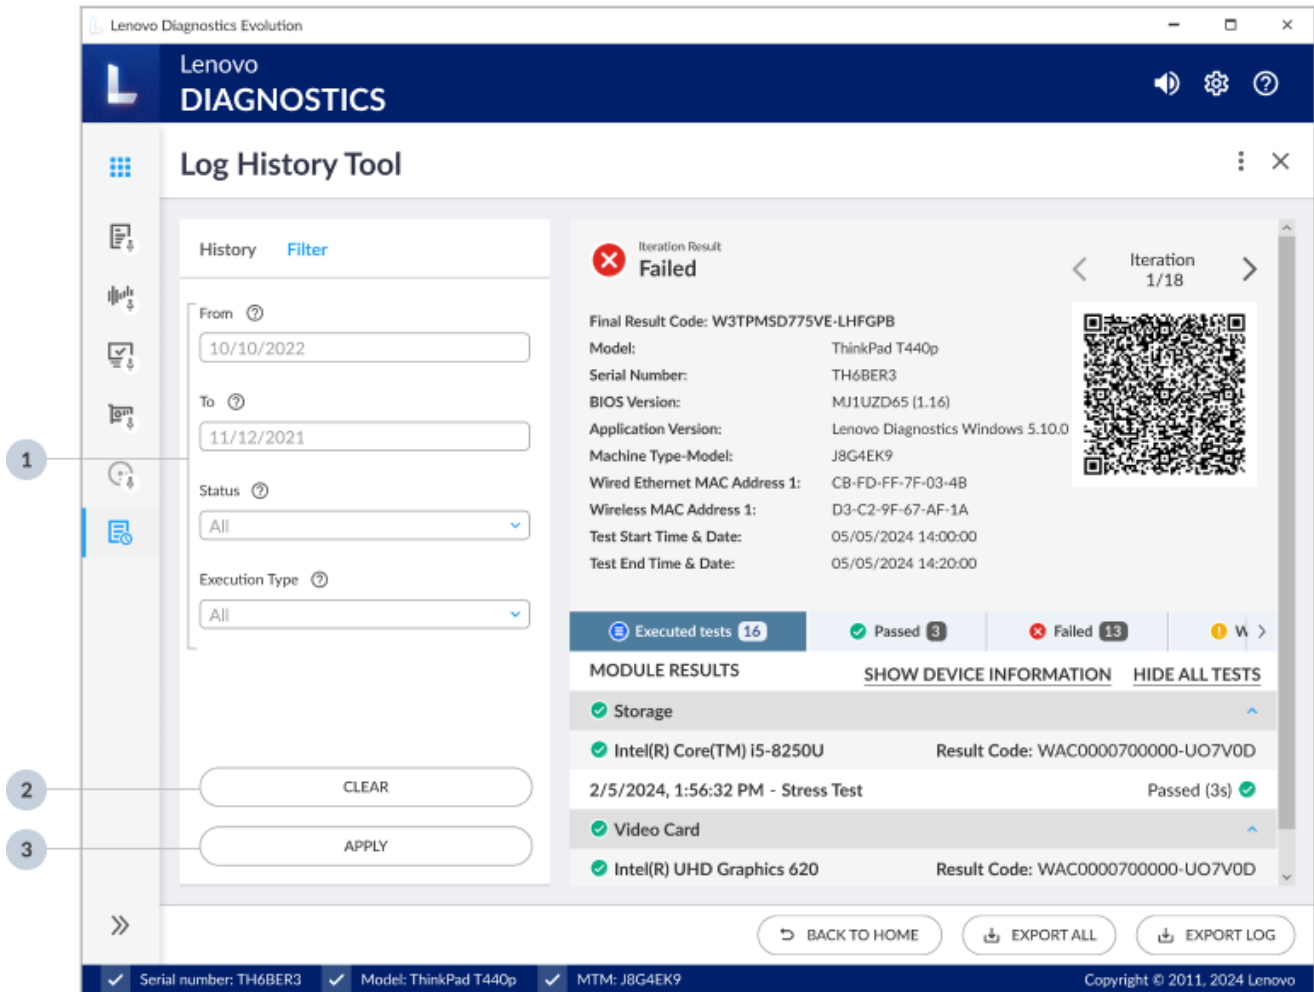 Lenovo Diagnostics Evolution
Lenovo
DIAGNOSTICS
Log History Tool
History Filter
From
10/10/2022
To
11/12/2021
Status
All
Execution Type
All
CLEAR
APPLY
1
2
3
Iteration Result
Failed
Iteration
1/18
Final Result Code: W3TPMSD775VE-LHFGPB
Model: ThinkPad T440p
Serial Number: TH6BER3
BIOS Version: MJ1UZD65 (1.16)
Application Version: Lenovo Diagnostics Windows 5.10.0
Machine Type-Model: J8G4EK9
Wired Ethernet MAC Address 1: CB-FD-FF-7F-03-4B
Wireless MAC Address 1: D3-C2-9F-67-AF-1A
Test Start Time & Date: 05/05/2024 14:00:00
Test End Time & Date: 05/05/2024 14:20:00
Executed tests 16 Passed 3 Failed 13
MODULE RESULTS SHOW DEVICE INFORMATION HIDE ALL TESTS
Storage
Intel(R) Core(TM) i5-8250U Result Code: WAC0000700000-UO7V0D
2/5/2024, 1:56:32 PM - Stress Test Passed (3s)
Video Card
Intel(R) UHD Graphics 620 Result Code: WAC0000700000-UO7V0D
BACK TO HOME EXPORT ALL EXPORT LOG
Serial number: TH6BER3 Model: ThinkPad T440p MTM: J8G4EK9 Copyright © 2011, 2024 Lenovo